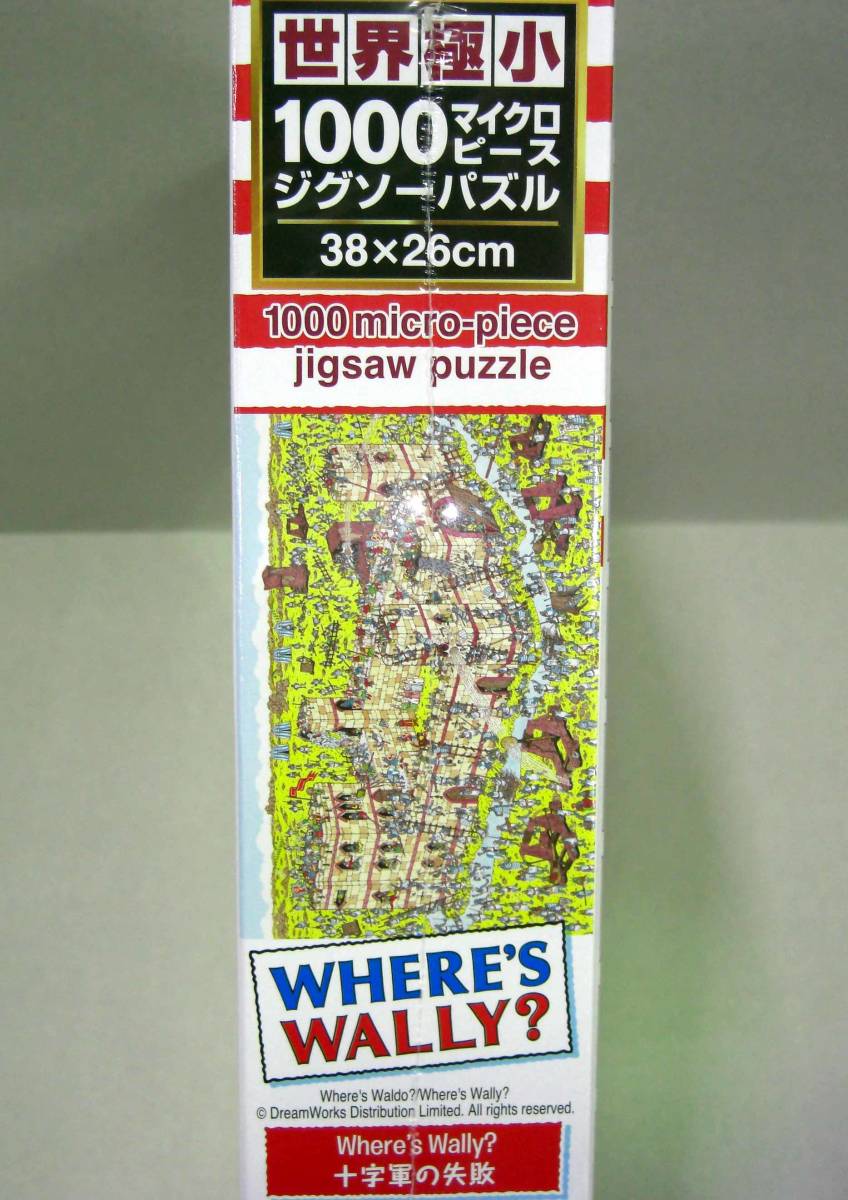 世界極小
1000マイクロピース
ジグソーパズル
38×26cm
1000micro-piece
jigsaw puzzle
WHERE'S
WALLY?
Where's Waldo?/Where's Wally?
© DreamWorks Distribution Limited. All rights reserved.
Where's Wally?
十字軍の失敗